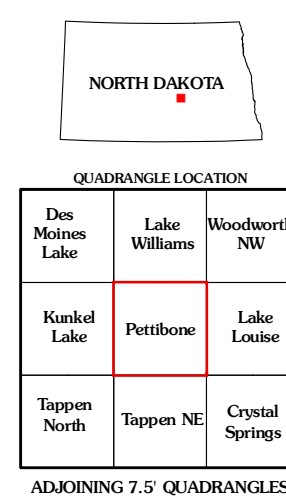 NORTH DAKOTA
QUADRANGLE LOCATION
Des
Moines
Lake
Lake
Williams
Woodworth
NW
Kunkel
Lake
Pettibone
Lake
Louise
Tappen
North
Tappen NE
Crystal
Springs
ADJOINING 7.5' QUADRANGLES